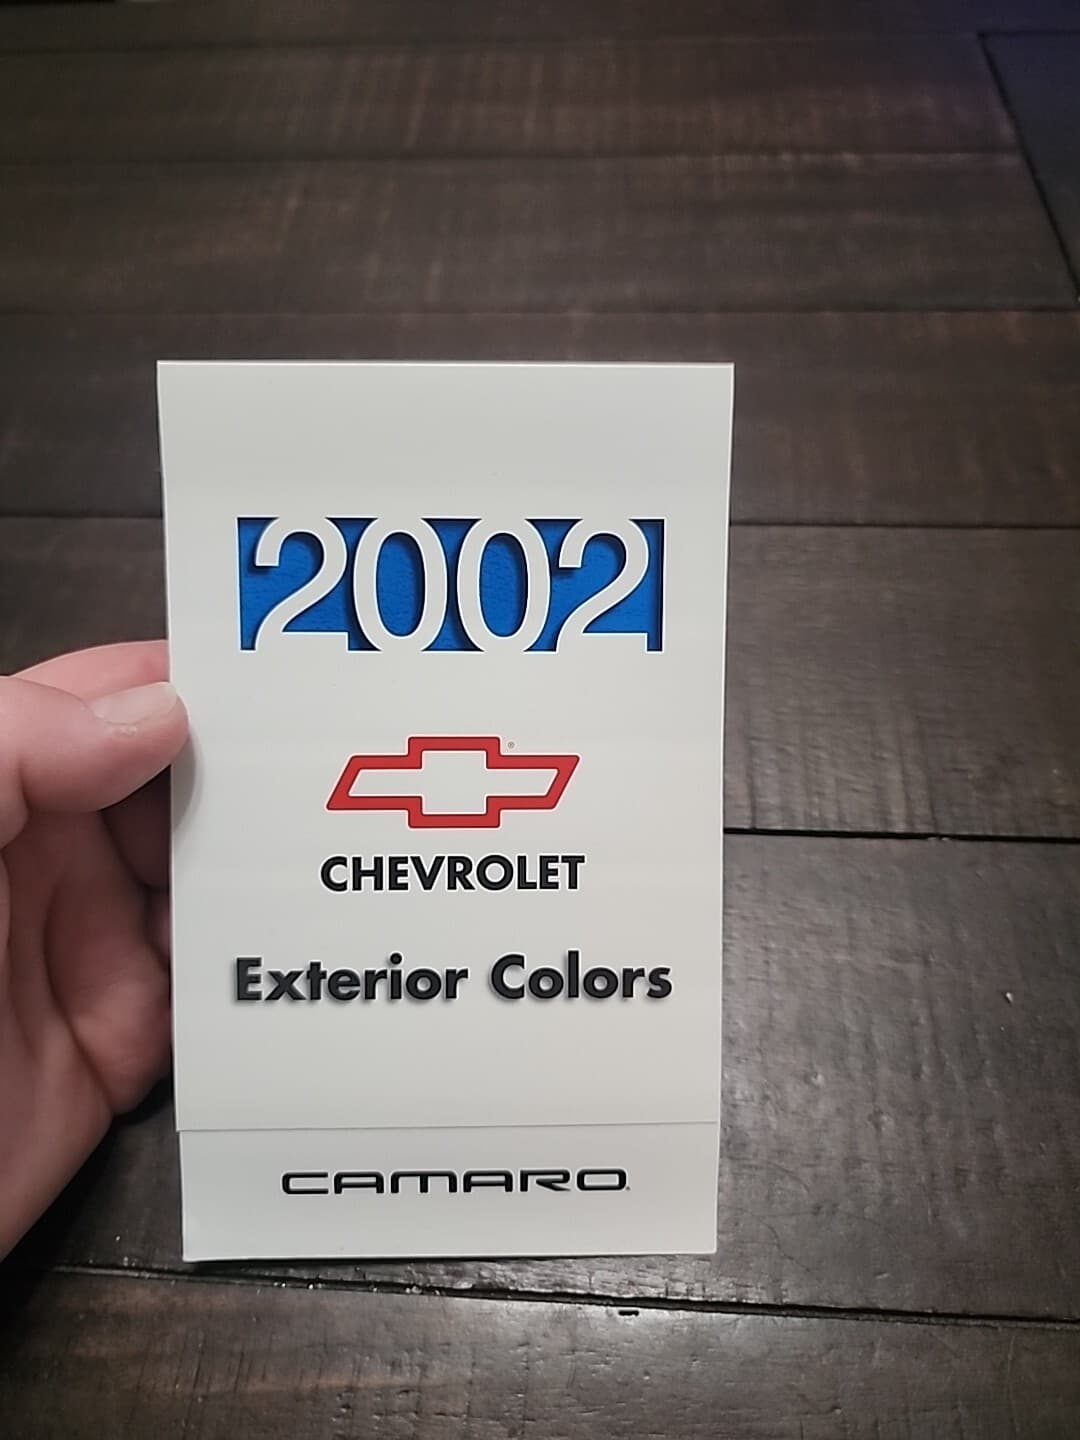 2002
®
CHEVROLET
Exterior Colors
CAMARO